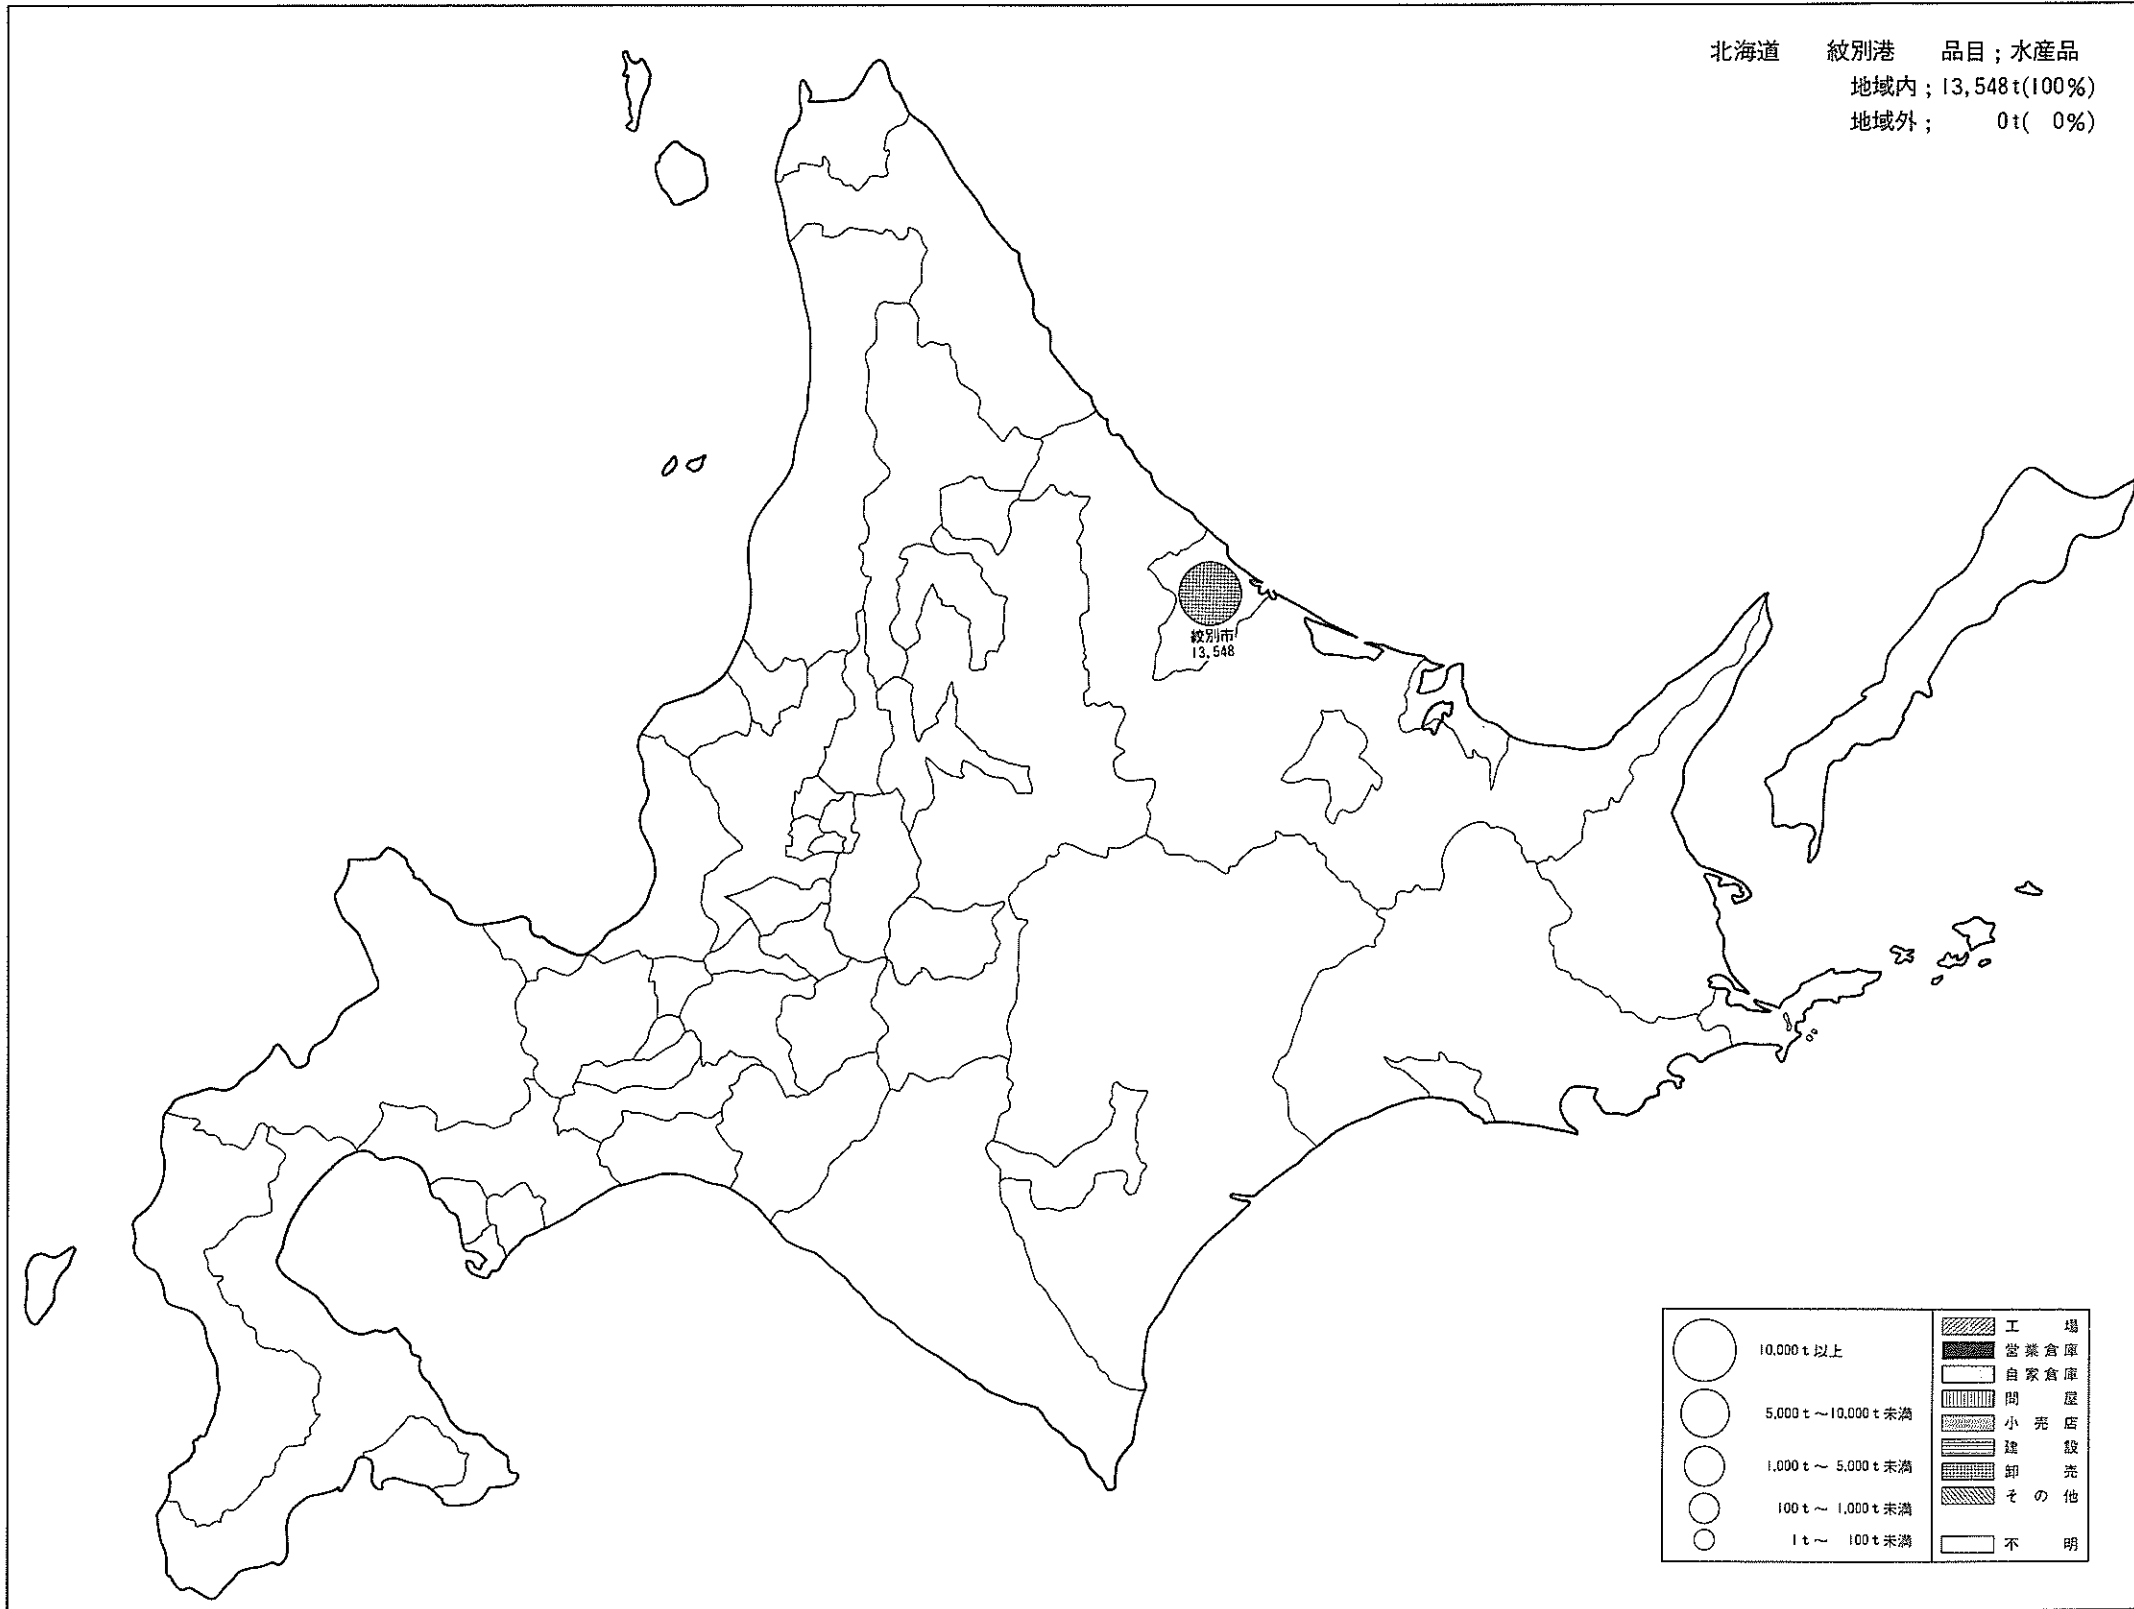 北海道　　紋別港　　品目；水産品
地域内；13,548t(100%)
地域外；　　0t(　0%)
紋別市
13,548
10,000t以上
5,000t～10,000t未満
1,000t～ 5,000t未満
100t～ 1,000t未満
1t～　100t未満
工　　場
営業倉庫
自家倉庫
問　　屋
小 売 店
建　　設
卸　　売
そ の 他
不　　明